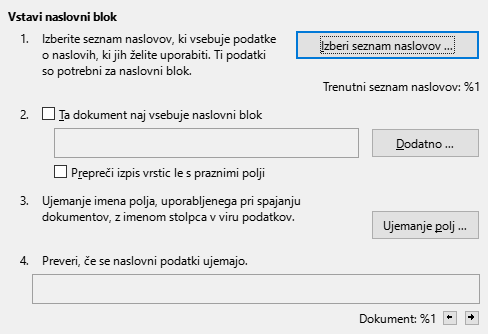 Vstavi naslovni blok
1. Izberite seznam naslovov, ki vsebuje podatke
o naslovih, ki jih želite uporabiti. Ti podatki
so potrebni za naslovni blok.
Izberi seznam naslovov ...
Trenutni seznam naslovov: %1
2. Ta dokument naj vsebuje naslovni blok
Dodatno ...
Prepreči izpis vrstic le s praznimi polji
3. Ujemanje imena polja, uporabljenega pri spajanju
dokumentov, z imenom stolpca v viru podatkov.
Ujemanje polj ...
4. Preveri, če se naslovni podatki ujemajo.
Dokument: %1